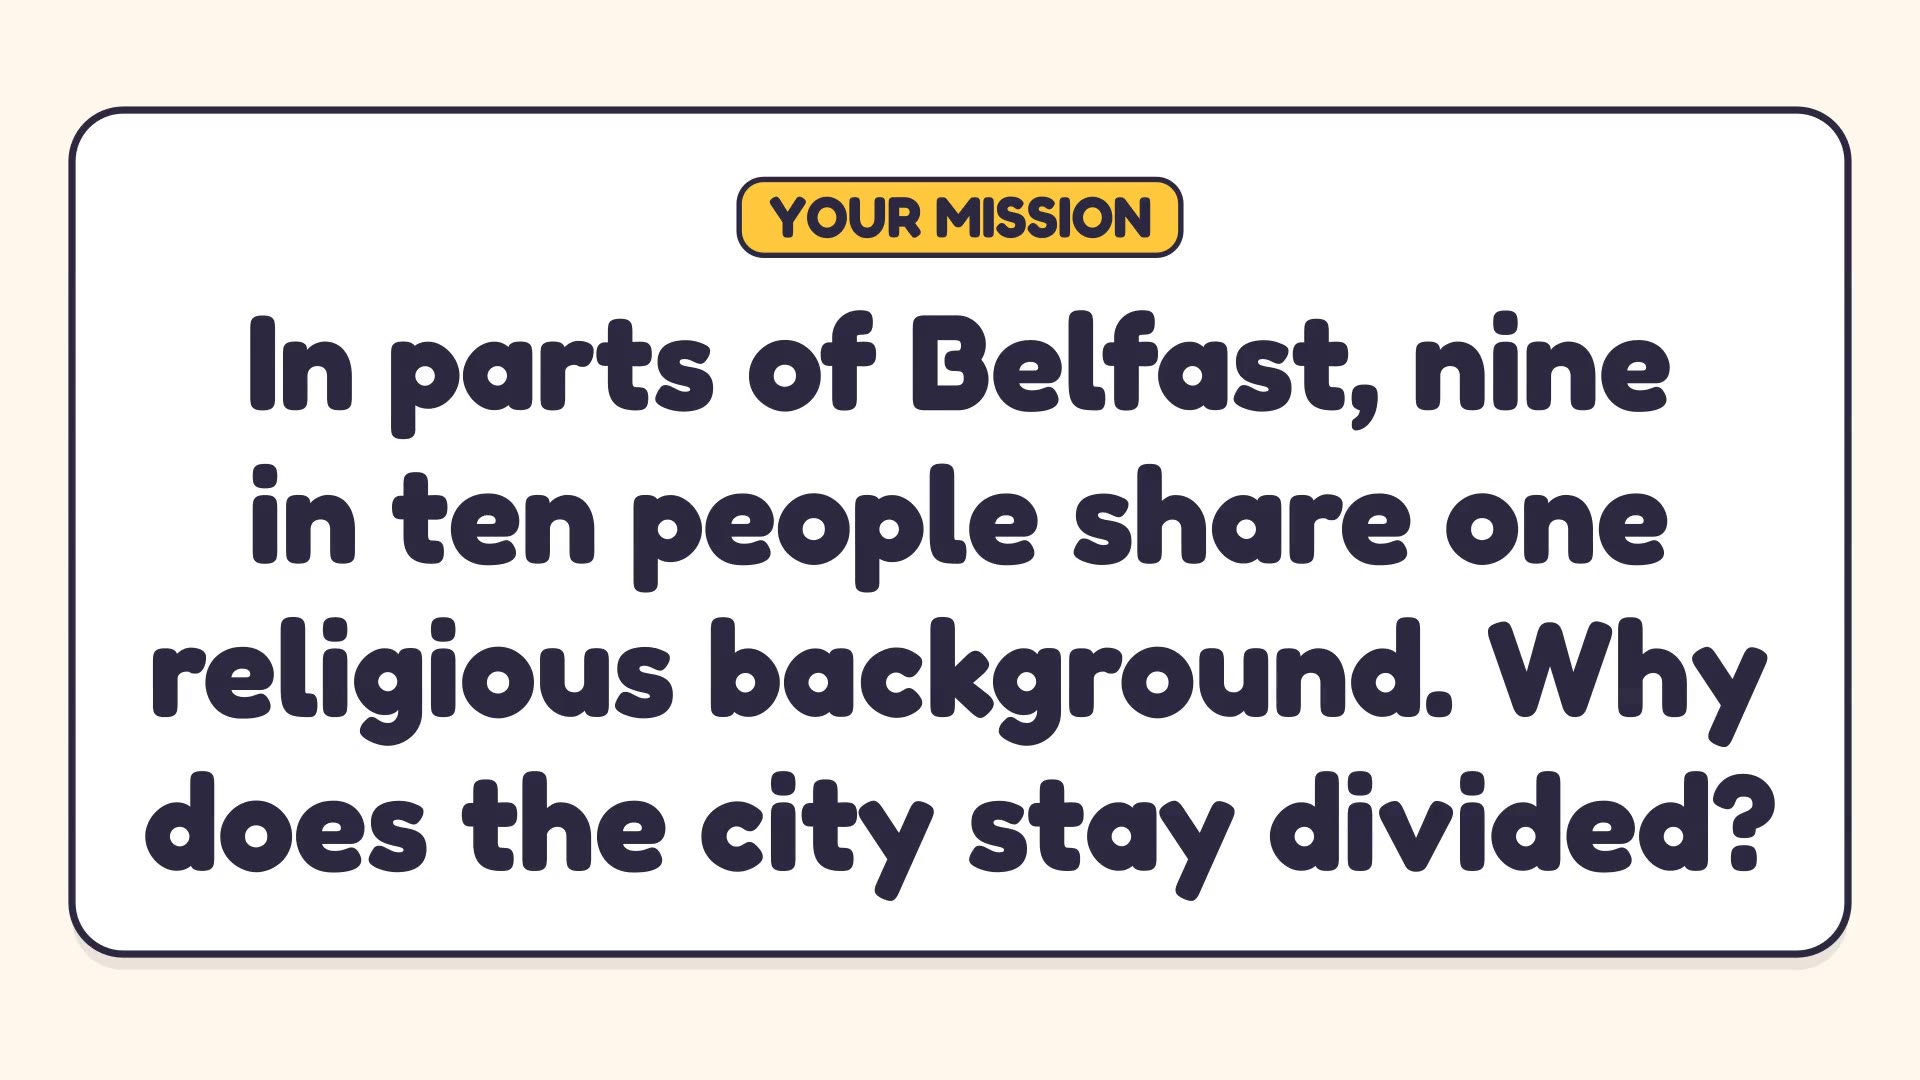 YOUR MISSION
In parts of Belfast, nine
in ten people share one
religious background. Why
does the city stay divided?